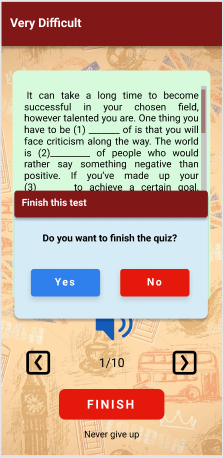 Very Difficult
It can take a long time to become
successful in your chosen field,
however talented you are. One thing you
have to be (1) ______ of is that you will
face criticism along the way. The world
is (2)________ of people who would
rather say something negative than
positive. If you've made up your
(3)______ to achieve a certain goal,
Finish this test
Do you want to finish the quiz?
Yes No
1/10
FINISH
Never give up